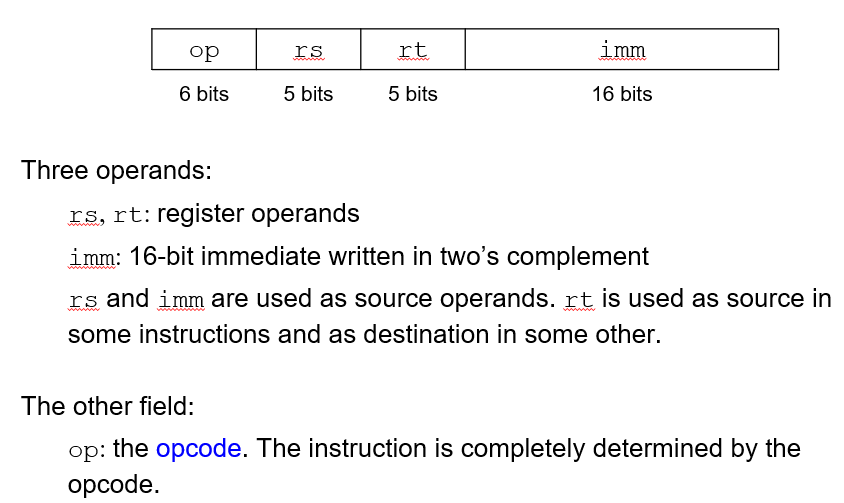 op rs rt imm
6 bits 5 bits 5 bits 16 bits
Three operands:
rs, rt: register operands
imm: 16-bit immediate written in two’s complement
rs and imm are used as source operands. rt is used as source in
some instructions and as destination in some other.
The other field:
op: the opcode. The instruction is completely determined by the
opcode.